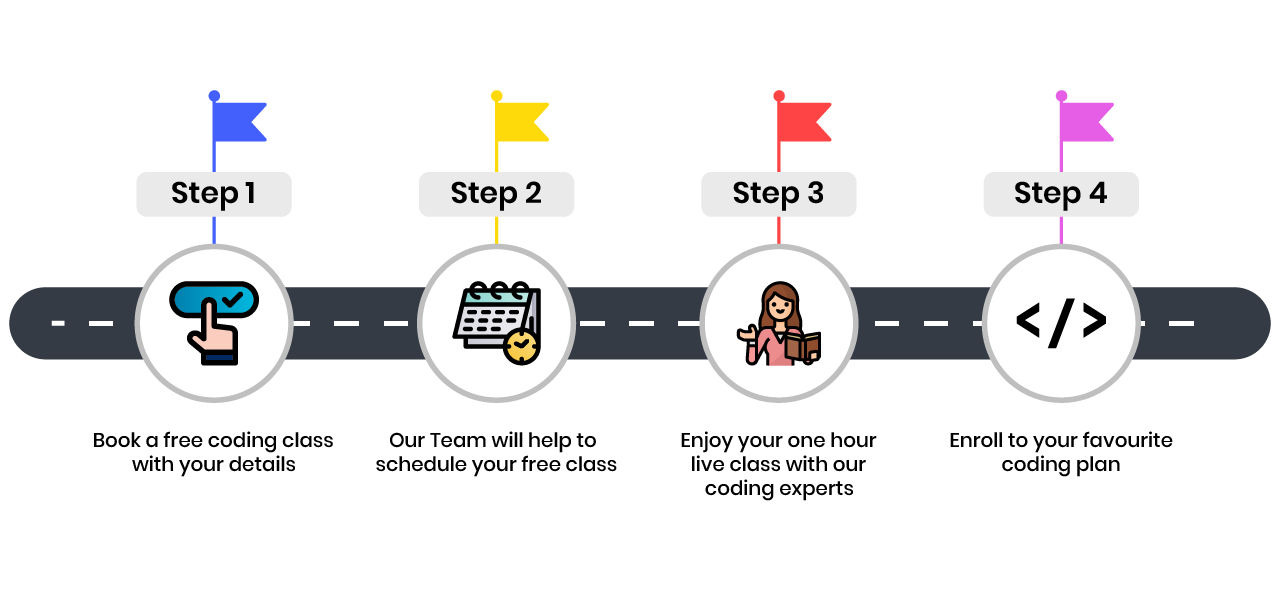 Step 1
Step 2
Step 3
Step 4
</>
Book a free coding class
with your details
Our Team will help to
schedule your free class
Enjoy your one hour
live class with our
coding experts
Enroll to your favourite
coding plan